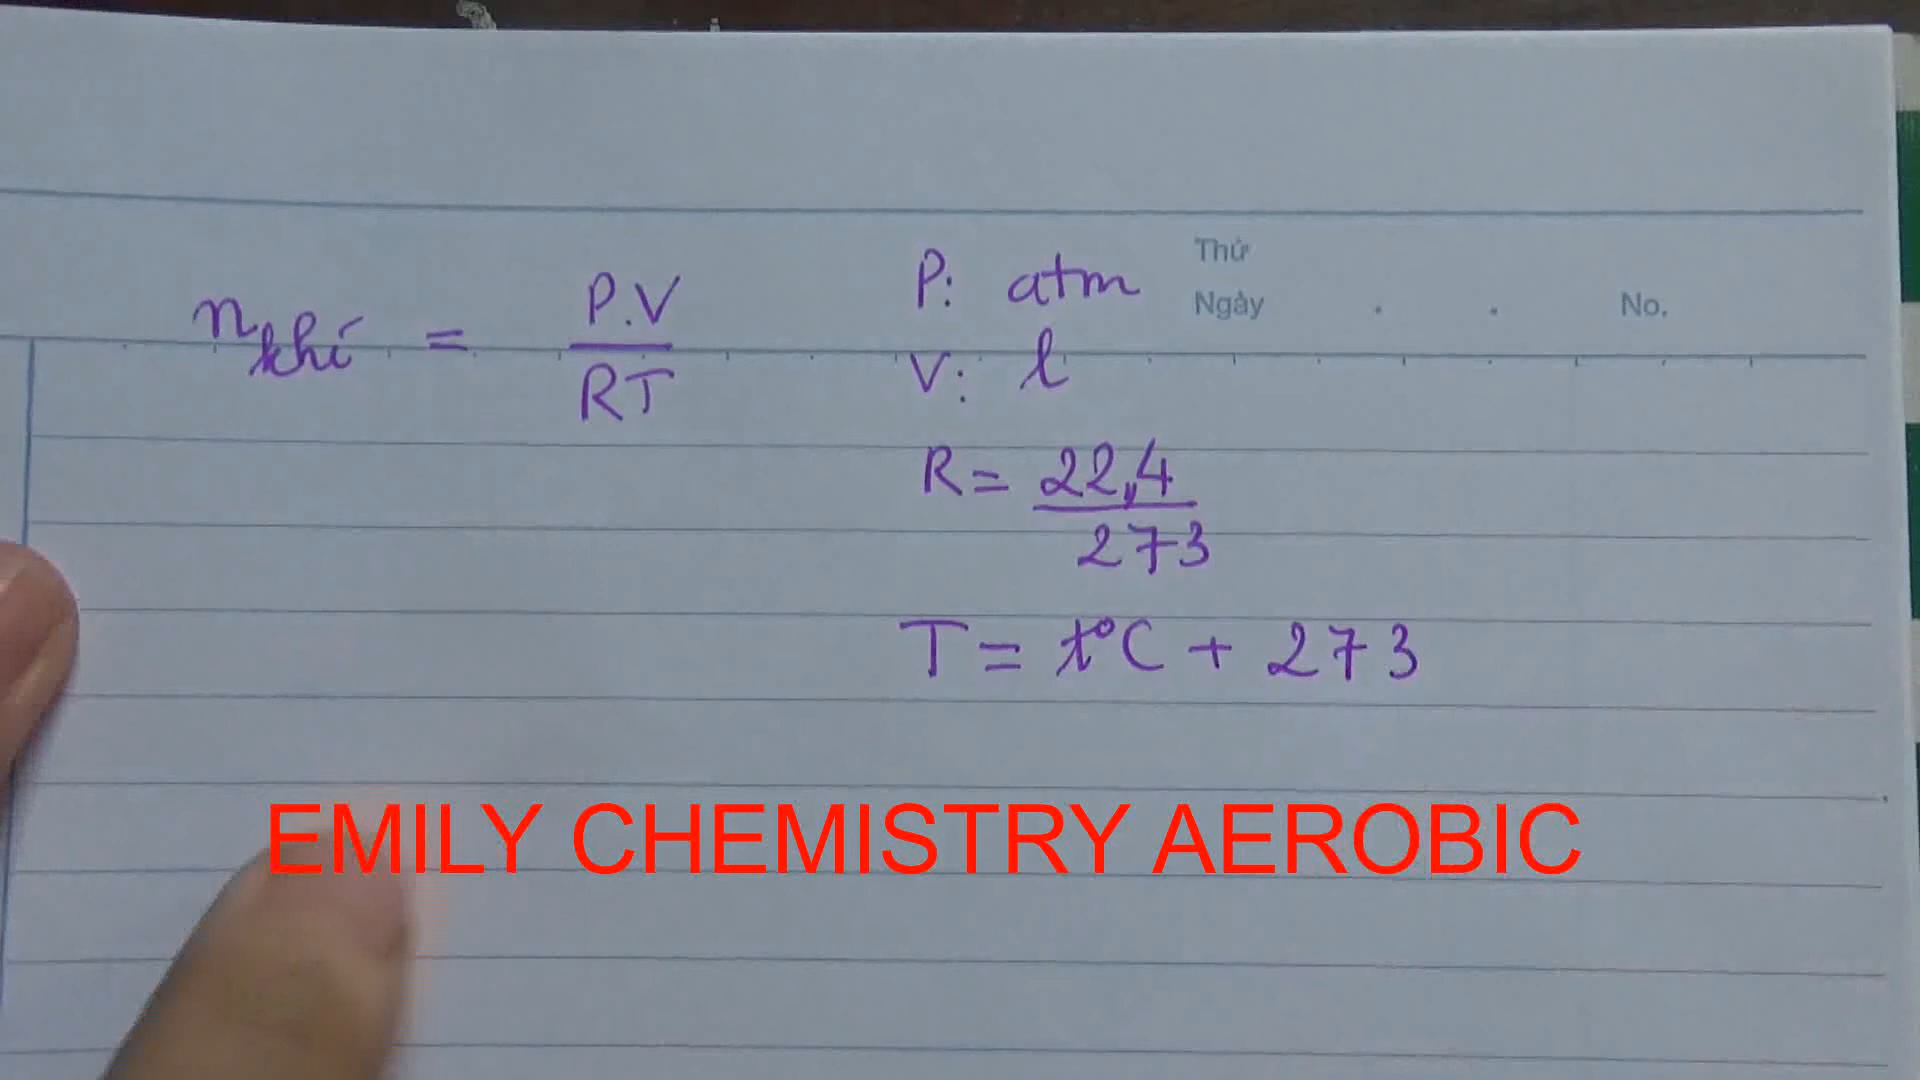 n khí = P.V / RT
P: atm
V: l
R = 22,4 / 273
T = t°C + 273
Thứ
Ngày . . No.
EMILY CHEMISTRY AEROBIC